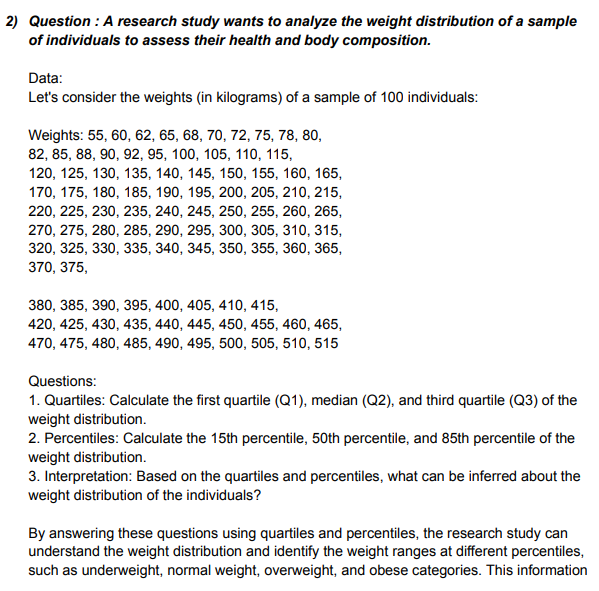 2) Question : A research study wants to analyze the weight distribution of a sample
of individuals to assess their health and body composition.
Data:
Let's consider the weights (in kilograms) of a sample of 100 individuals:
Weights: 55, 60, 62, 65, 68, 70, 72, 75, 78, 80,
82, 85, 88, 90, 92, 95, 100, 105, 110, 115,
120, 125, 130, 135, 140, 145, 150, 155, 160, 165,
170, 175, 180, 185, 190, 195, 200, 205, 210, 215,
220, 225, 230, 235, 240, 245, 250, 255, 260, 265,
270, 275, 280, 285, 290, 295, 300, 305, 310, 315,
320, 325, 330, 335, 340, 345, 350, 355, 360, 365,
370, 375,
380, 385, 390, 395, 400, 405, 410, 415,
420, 425, 430, 435, 440, 445, 450, 455, 460, 465,
470, 475, 480, 485, 490, 495, 500, 505, 510, 515
Questions:
1. Quartiles: Calculate the first quartile (Q1), median (Q2), and third quartile (Q3) of the
weight distribution.
2. Percentiles: Calculate the 15th percentile, 50th percentile, and 85th percentile of the
weight distribution.
3. Interpretation: Based on the quartiles and percentiles, what can be inferred about the
weight distribution of the individuals?
By answering these questions using quartiles and percentiles, the research study can
understand the weight distribution and identify the weight ranges at different percentiles,
such as underweight, normal weight, overweight, and obese categories. This information